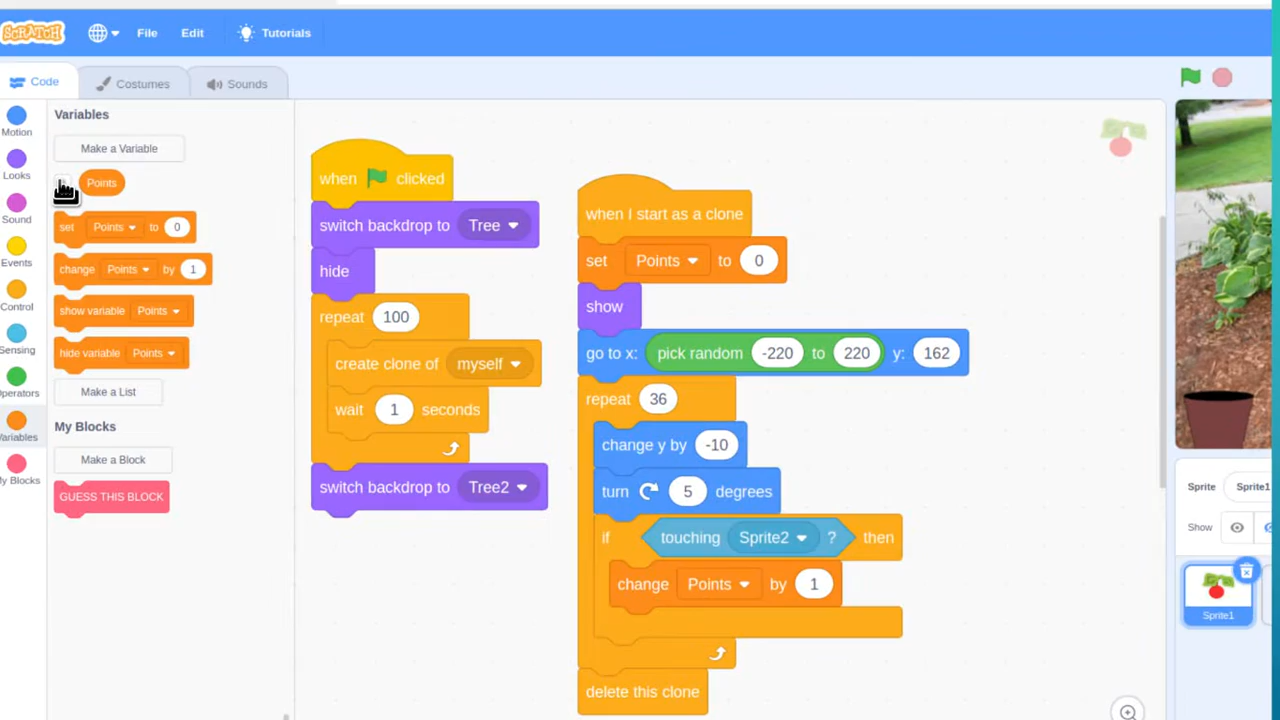 SCRATCH File Edit Tutorials
Code Costumes Sounds
Motion
Looks
Sound
Events
Control
Sensing
Operators
Variables
My Blocks
Variables
Make a Variable
Points
set Points to 0
change Points by 1
show variable Points
hide variable Points
Make a List
My Blocks
Make a Block
GUESS THIS BLOCK
when clicked
switch backdrop to Tree
hide
repeat 100
create clone of myself
wait 1 seconds
switch backdrop to Tree2
when I start as a clone
set Points to 0
show
go to x: pick random -220 to 220 y: 162
repeat 36
change y by -10
turn 5 degrees
if touching Sprite2 ? then
change Points by 1
delete this clone
Sprite Sprite1
Show
Sprite1